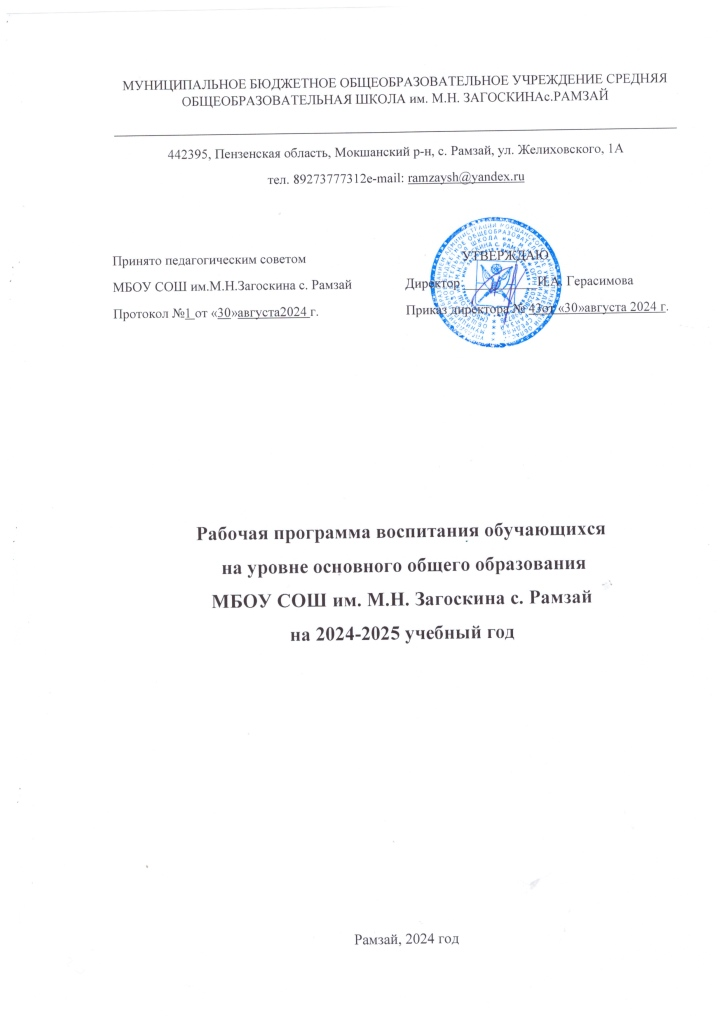 МУНИЦИПАЛЬНОЕ БЮДЖЕТНОЕ ОБЩЕОБРАЗОВАТЕЛЬНОЕ УЧРЕЖДЕНИЕ СРЕДНЯЯ
ОБЩЕОБРАЗОВАТЕЛЬНАЯ ШКОЛА им. М.Н. ЗАГОСКИНАс.РАМЗАЙ
442395, Пензенская область, Мокшанский р-н, с. Рамзай, ул. Желиховского, 1А
тел. 89273777312e-mail: ramzaysh@yandex.ru
Принято педагогическим советом
МБОУ СОШ им.М.Н.Загоскина с. Рамзай
Протокол №1 от «30»августа2024 г.
УТВЕРЖДАЮ
Директор И.А. Герасимова
Приказ директора № 43от «30»августа 2024 г.
Рабочая программа воспитания обучающихся
на уровне основного общего образования
МБОУ СОШ им. М.Н. Загоскина с. Рамзай
на 2024-2025 учебный год
Рамзай, 2024 год